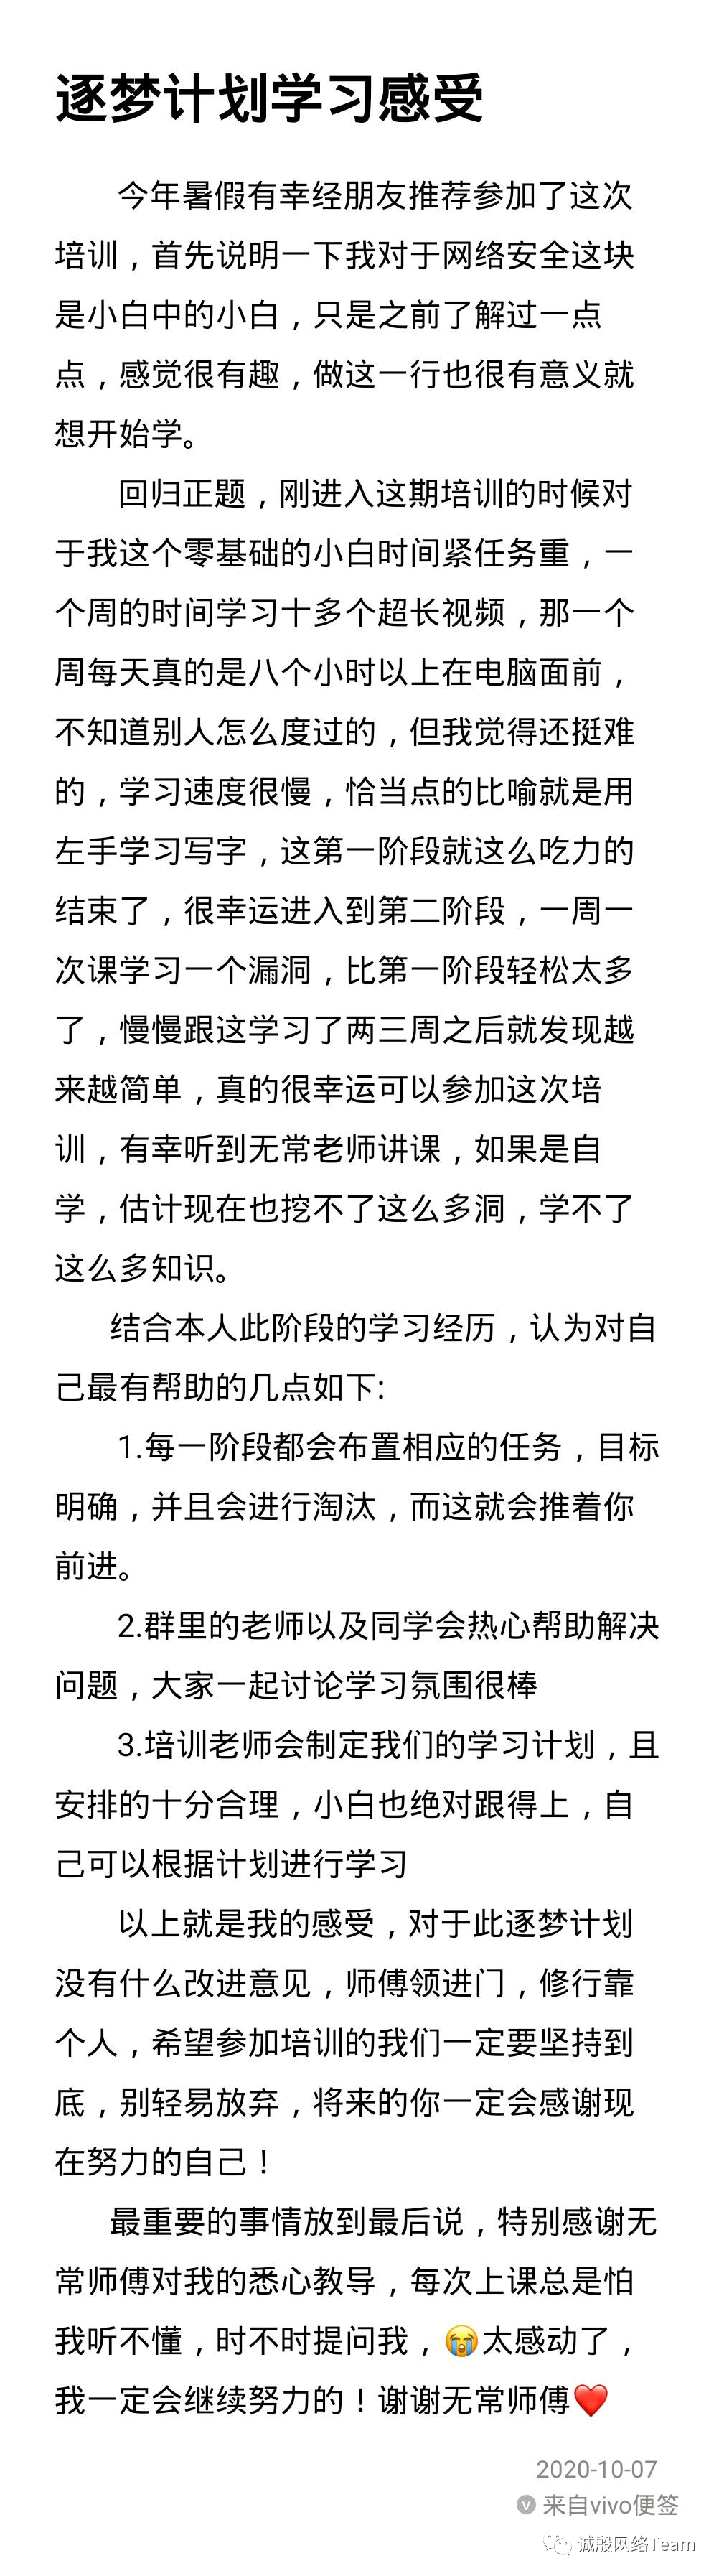 逐梦计划学习感受
今年暑假有幸经朋友推荐参加了这次
培训，首先说明一下我对于网络安全这块
是小白中的小白，只是之前了解过一点
点，感觉很有趣，做这一行也很有意义就
想开始学。
回归正题，刚进入这期培训的时候对
于我这个零基础的小白时间紧任务重，一
个周的时间学习十多个超长视频，那一个
周每天真的是八个小时以上在电脑面前，
不知道别人怎么度过的，但我觉得还挺难
的，学习速度很慢，恰当点的比喻就是用
左手学习写字，这第一阶段就这么吃力的
结束了，很幸运进入到第二阶段，一周一
次课学习一个漏洞，比第一阶段轻松太多
了，慢慢跟这学习了两三周之后就发现越
来越简单，真的很幸运可以参加这次培
训，有幸听到无常老师讲课，如果是自
学，估计现在也挖不了这么多洞，学不了
这么多知识。
结合本人此阶段的学习经历，认为对自
己最有帮助的几点如下:
1.每一阶段都会布置相应的任务，目标
明确，并且会进行淘汰，而这就会推着你
前进。
2.群里的老师以及同学会热心帮助解决
问题，大家一起讨论学习氛围很棒
3.培训老师会制定我们的学习计划，且
安排的十分合理，小白也绝对跟得上，自
己可以根据计划进行学习
以上就是我的感受，对于此逐梦计划
没有什么改进意见，师傅领进门，修行靠
个人，希望参加培训的我们一定要坚持到
底，别轻易放弃，将来的你一定会感谢现
在努力的自己！
最重要的事情放到最后说，特别感谢无
常师傅对我的悉心教导，每次上课总是怕
我听不懂，时不时提问我，😭太感动了，
我一定会继续努力的！谢谢无常师傅❤️
2020-10-07
来自vivo便签
诚殷网络Team